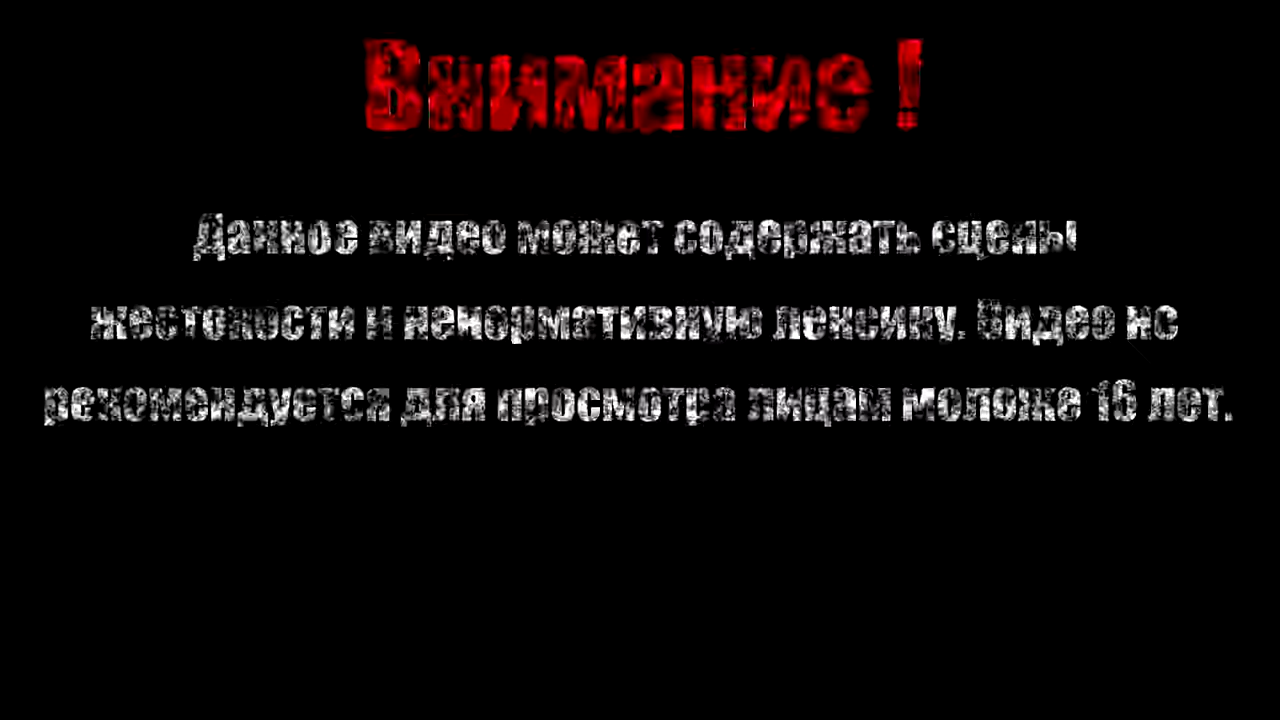 Внимание !
Данное видео может содержать сцены
жестокости и ненормативную лексику. Видео не
рекомендуется для просмотра лицам моложе 16 лет.